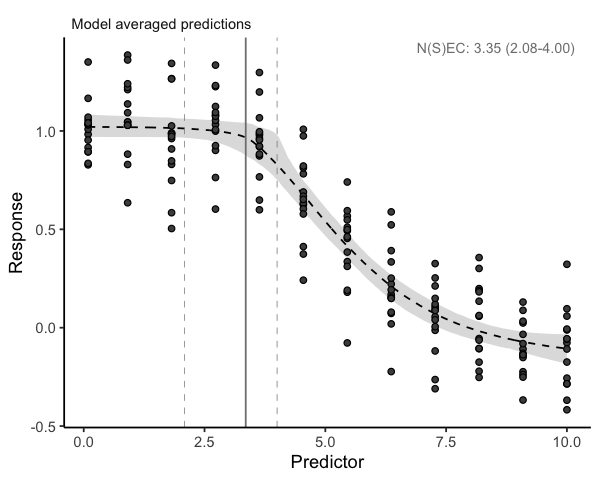 Model averaged predictions
N(S)EC: 3.35 (2.08-4.00)
Response
1.0
0.5
0.0
-0.5
0.0 2.5 5.0 7.5 10.0
Predictor